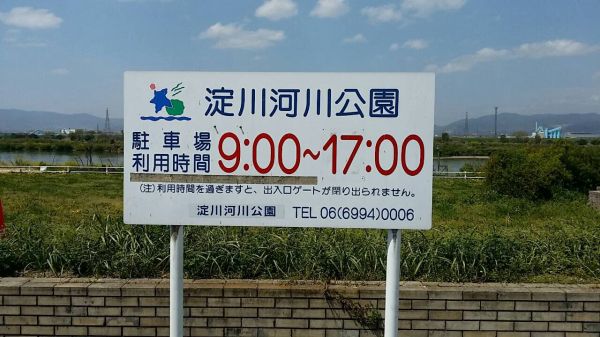 淀川河川公園
駐車場
利用時間 9:00~17:00
(注)利用時間を過ぎますと、出入口ゲートが閉り出られません。
淀川河川公園 TEL 06(6994)0006